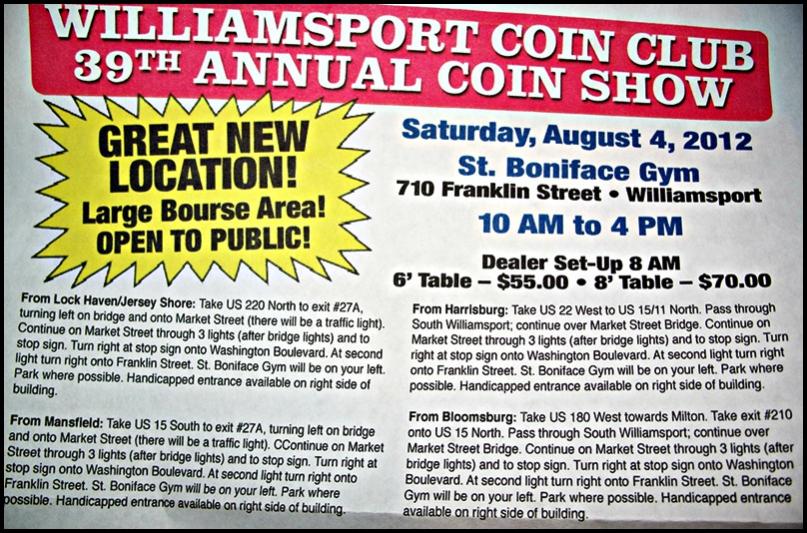 WILLIAMSPORT COIN CLUB
39TH ANNUAL COIN SHOW
GREAT NEW
LOCATION!
Large Bourse Area!
OPEN TO PUBLIC!
Saturday, August 4, 2012
St. Boniface Gym
710 Franklin Street • Williamsport
10 AM to 4 PM
Dealer Set-Up 8 AM
6' Table – $55.00 • 8' Table – $70.00
From Lock Haven/Jersey Shore: Take US 220 North to exit #27A,
turning left on bridge and onto Market Street (there will be a traffic light).
Continue on Market Street through 3 lights (after bridge lights) and to
stop sign. Turn right at stop sign onto Washington Boulevard. At second
light turn right onto Franklin Street. St. Boniface Gym will be on your left.
Park where possible. Handicapped entrance available on right side of
building.
From Mansfield: Take US 15 South to exit #27A, turning left on bridge
and onto Market Street (there will be a traffic light). CContinue on Market
Street through 3 lights (after bridge lights) and to stop sign. Turn right at
stop sign onto Washington Boulevard. At second light turn right onto
Franklin Street. St. Boniface Gym will be on your left. Park where
possible. Handicapped entrance available on right side of building.
From Harrisburg: Take US 22 West to US 15/11 North. Pass through
South Williamsport; continue over Market Street Bridge. Continue on
Market Street through 3 lights (after bridge lights) and to stop sign. Turn
right at stop sign onto Washington Boulevard. At second light turn right
onto Franklin Street. St. Boniface Gym will be on your left. Park where
possible. Handicapped entrance available on right side of building.
From Bloomsburg: Take US 180 West towards Milton. Take exit #210
onto US 15 North. Pass through South Williamsport; continue over
Market Street Bridge. Continue on Market Street through 3 lights (after
bridge lights) and to stop sign. Turn right at stop sign onto Washington
Boulevard. At second light turn right onto Franklin Street. St. Boniface
Gym will be on your left. Park where possible. Handicapped entrance
available on right side of building.